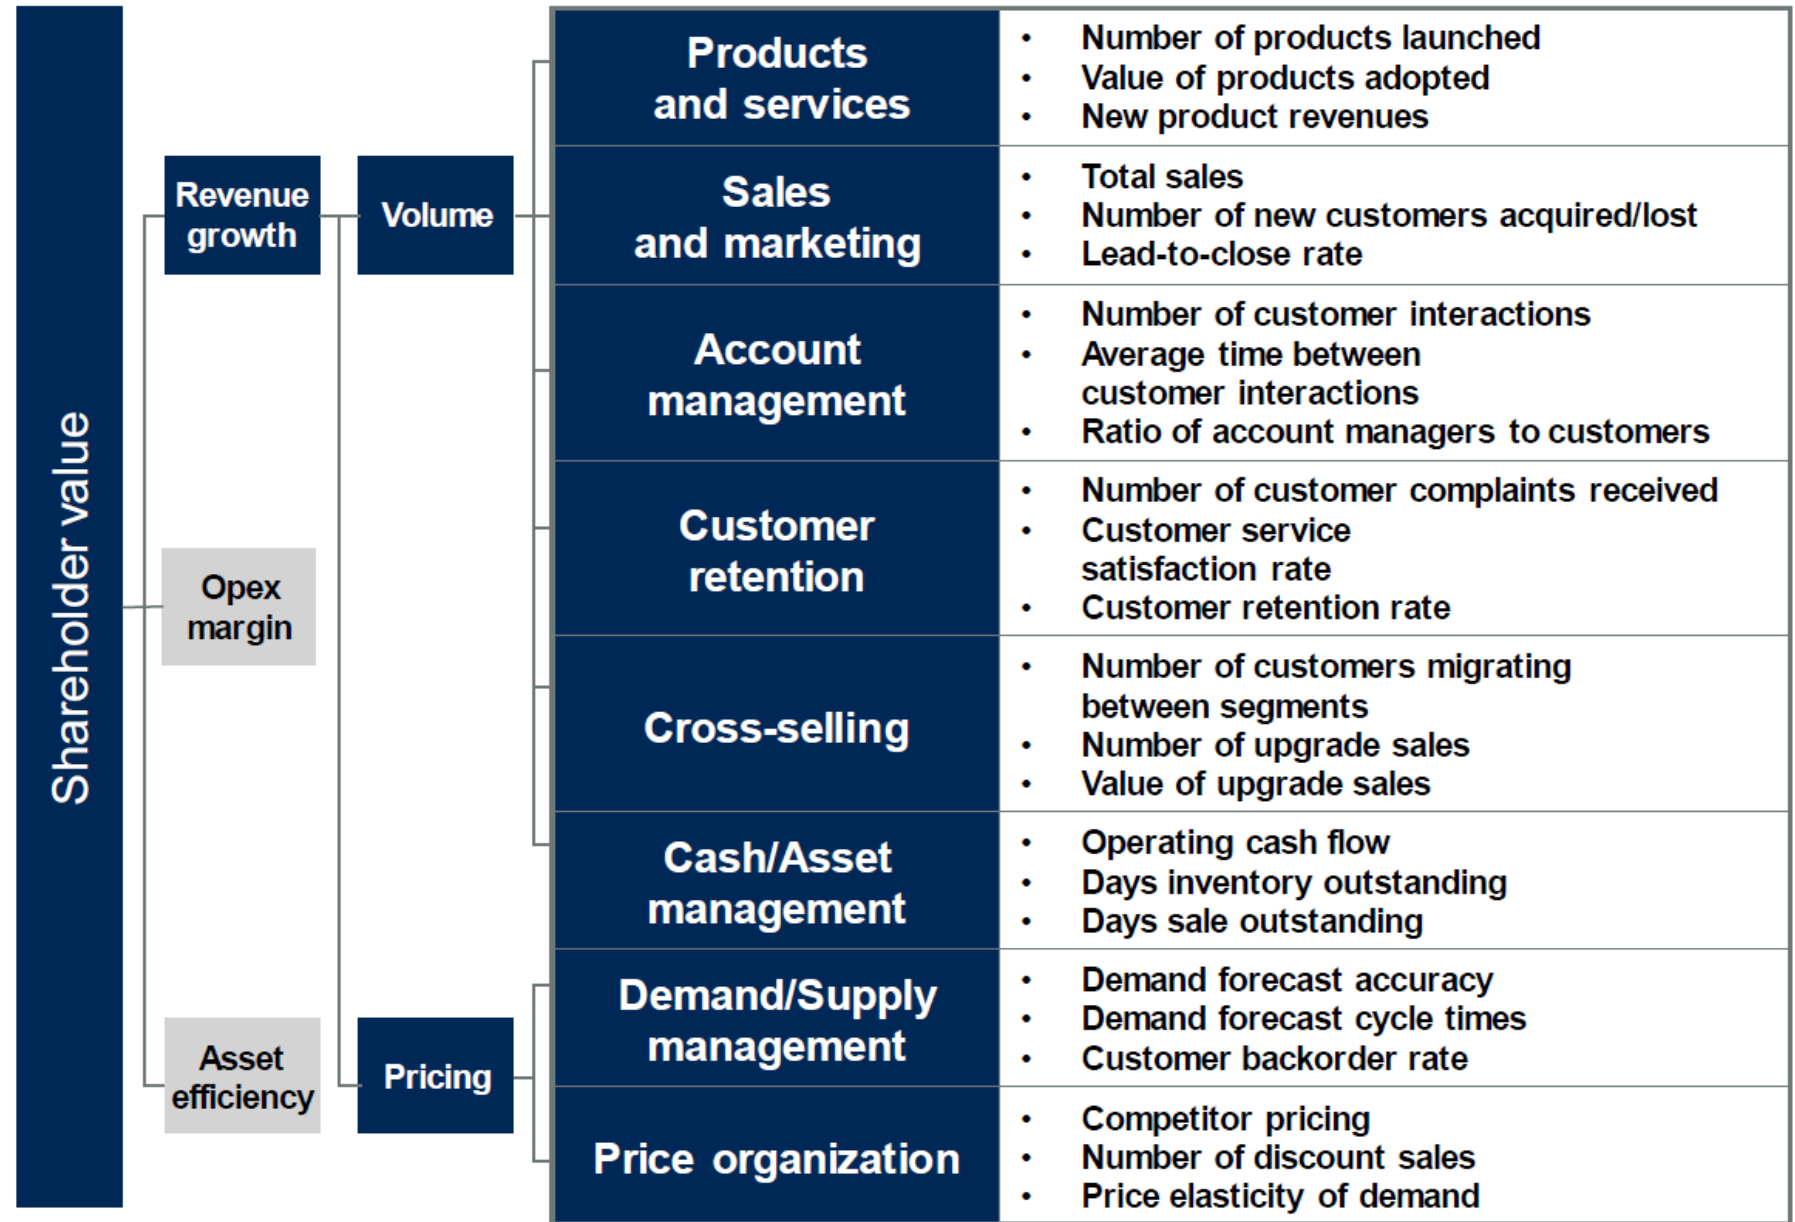 Shareholder value
Revenue
growth
Opex
margin
Asset
efficiency
Volume
Pricing
Products
and services
• Number of products launched
• Value of products adopted
• New product revenues
Sales
and marketing
• Total sales
• Number of new customers acquired/lost
• Lead-to-close rate
Account
management
• Number of customer interactions
• Average time between
customer interactions
• Ratio of account managers to customers
Customer
retention
• Number of customer complaints received
• Customer service
satisfaction rate
• Customer retention rate
Cross-selling
• Number of customers migrating
between segments
• Number of upgrade sales
• Value of upgrade sales
Cash/Asset
management
• Operating cash flow
• Days inventory outstanding
• Days sale outstanding
Demand/Supply
management
• Demand forecast accuracy
• Demand forecast cycle times
• Customer backorder rate
Price organization
• Competitor pricing
• Number of discount sales
• Price elasticity of demand